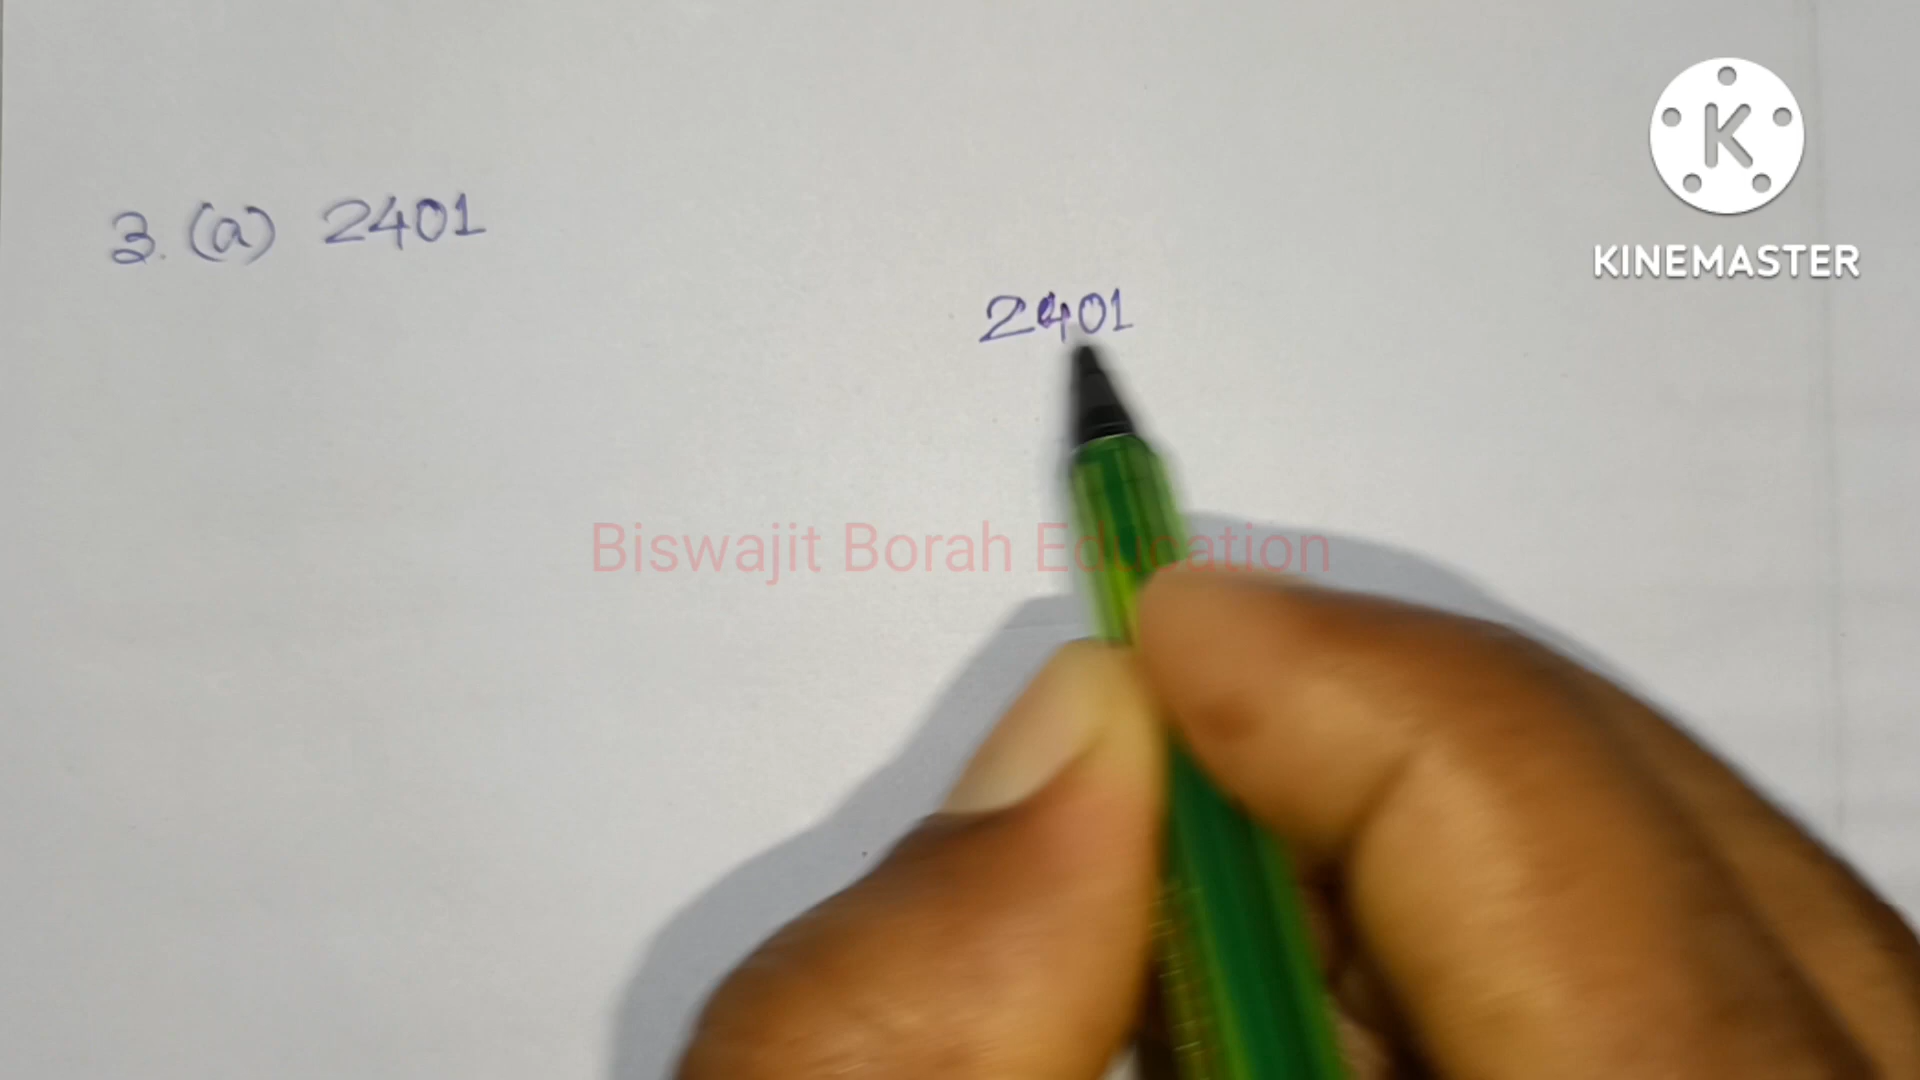 3. (a) 2401
2401
Biswajit Borah Education
K
KINEMASTER